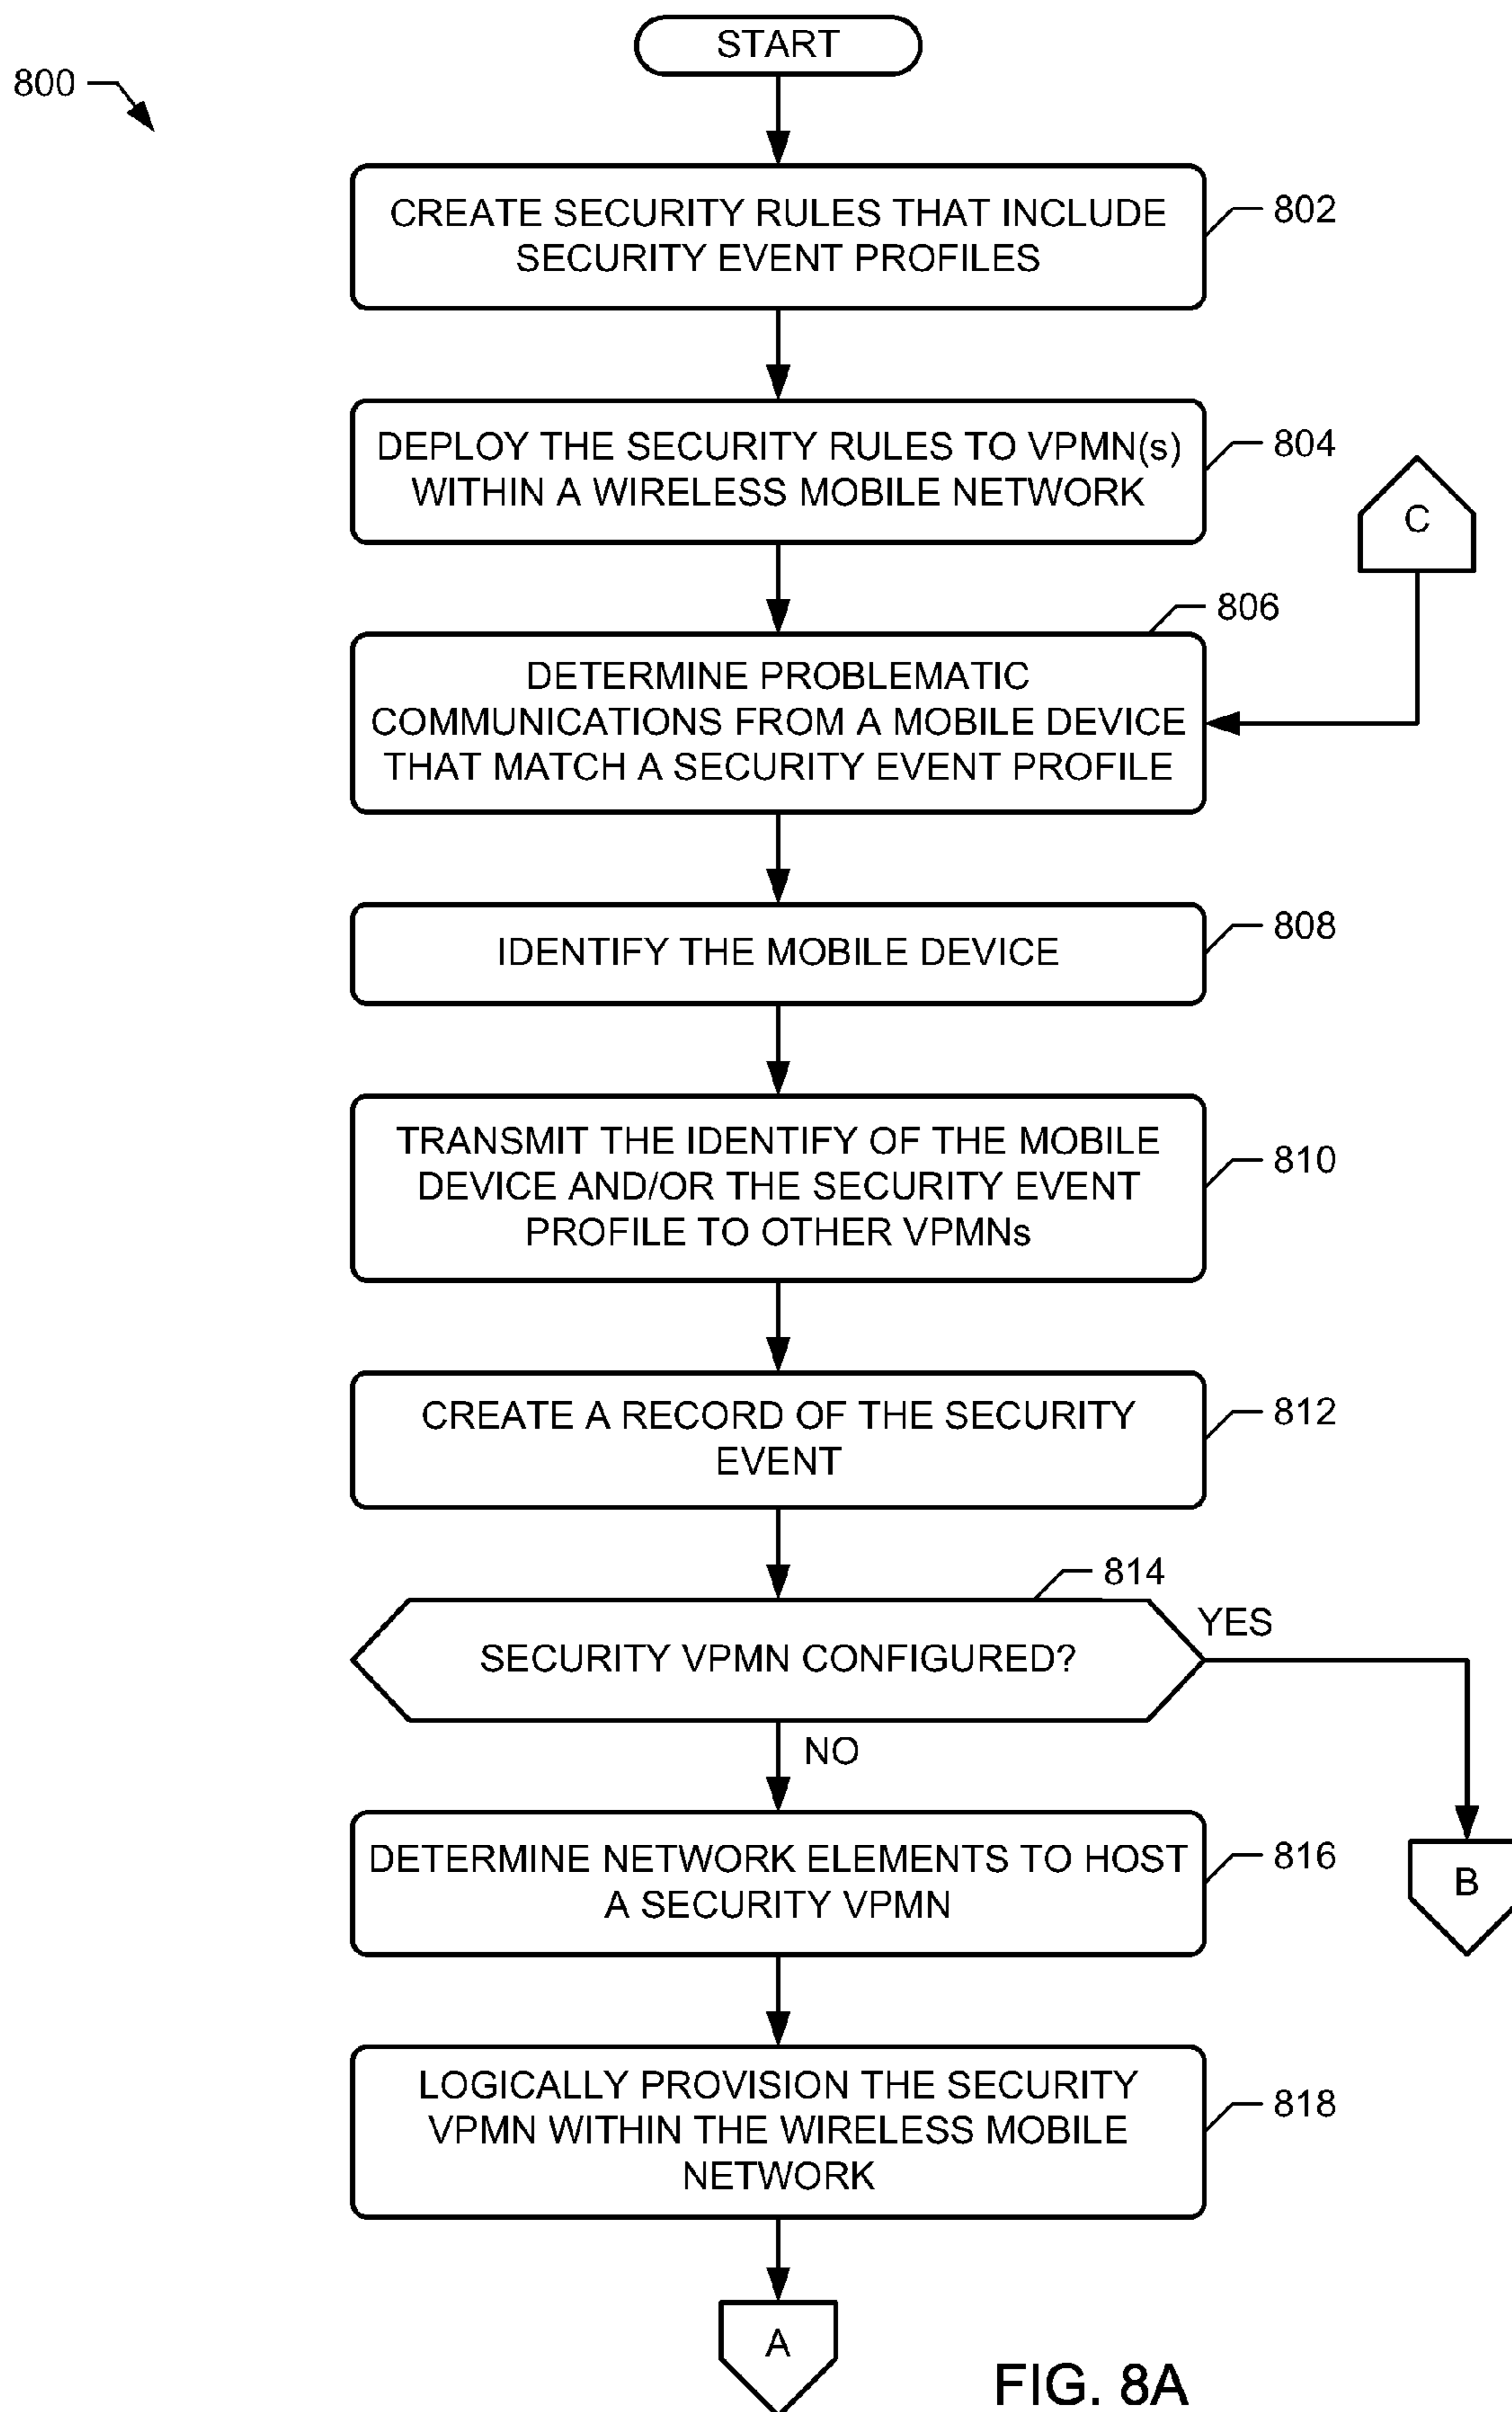 START
800
CREATE SECURITY RULES THAT INCLUDE
SECURITY EVENT PROFILES
802
DEPLOY THE SECURITY RULES TO VPMN(s)
WITHIN A WIRELESS MOBILE NETWORK
804
C
806
DETERMINE PROBLEMATIC
COMMUNICATIONS FROM A MOBILE DEVICE
THAT MATCH A SECURITY EVENT PROFILE
IDENTIFY THE MOBILE DEVICE
808
TRANSMIT THE IDENTIFY OF THE MOBILE
DEVICE AND/OR THE SECURITY EVENT
PROFILE TO OTHER VPMNs
810
CREATE A RECORD OF THE SECURITY
EVENT
812
814
SECURITY VPMN CONFIGURED?
YES
NO
DETERMINE NETWORK ELEMENTS TO HOST
A SECURITY VPMN
816
B
LOGICALLY PROVISION THE SECURITY
VPMN WITHIN THE WIRELESS MOBILE
NETWORK
818
A
FIG. 8A